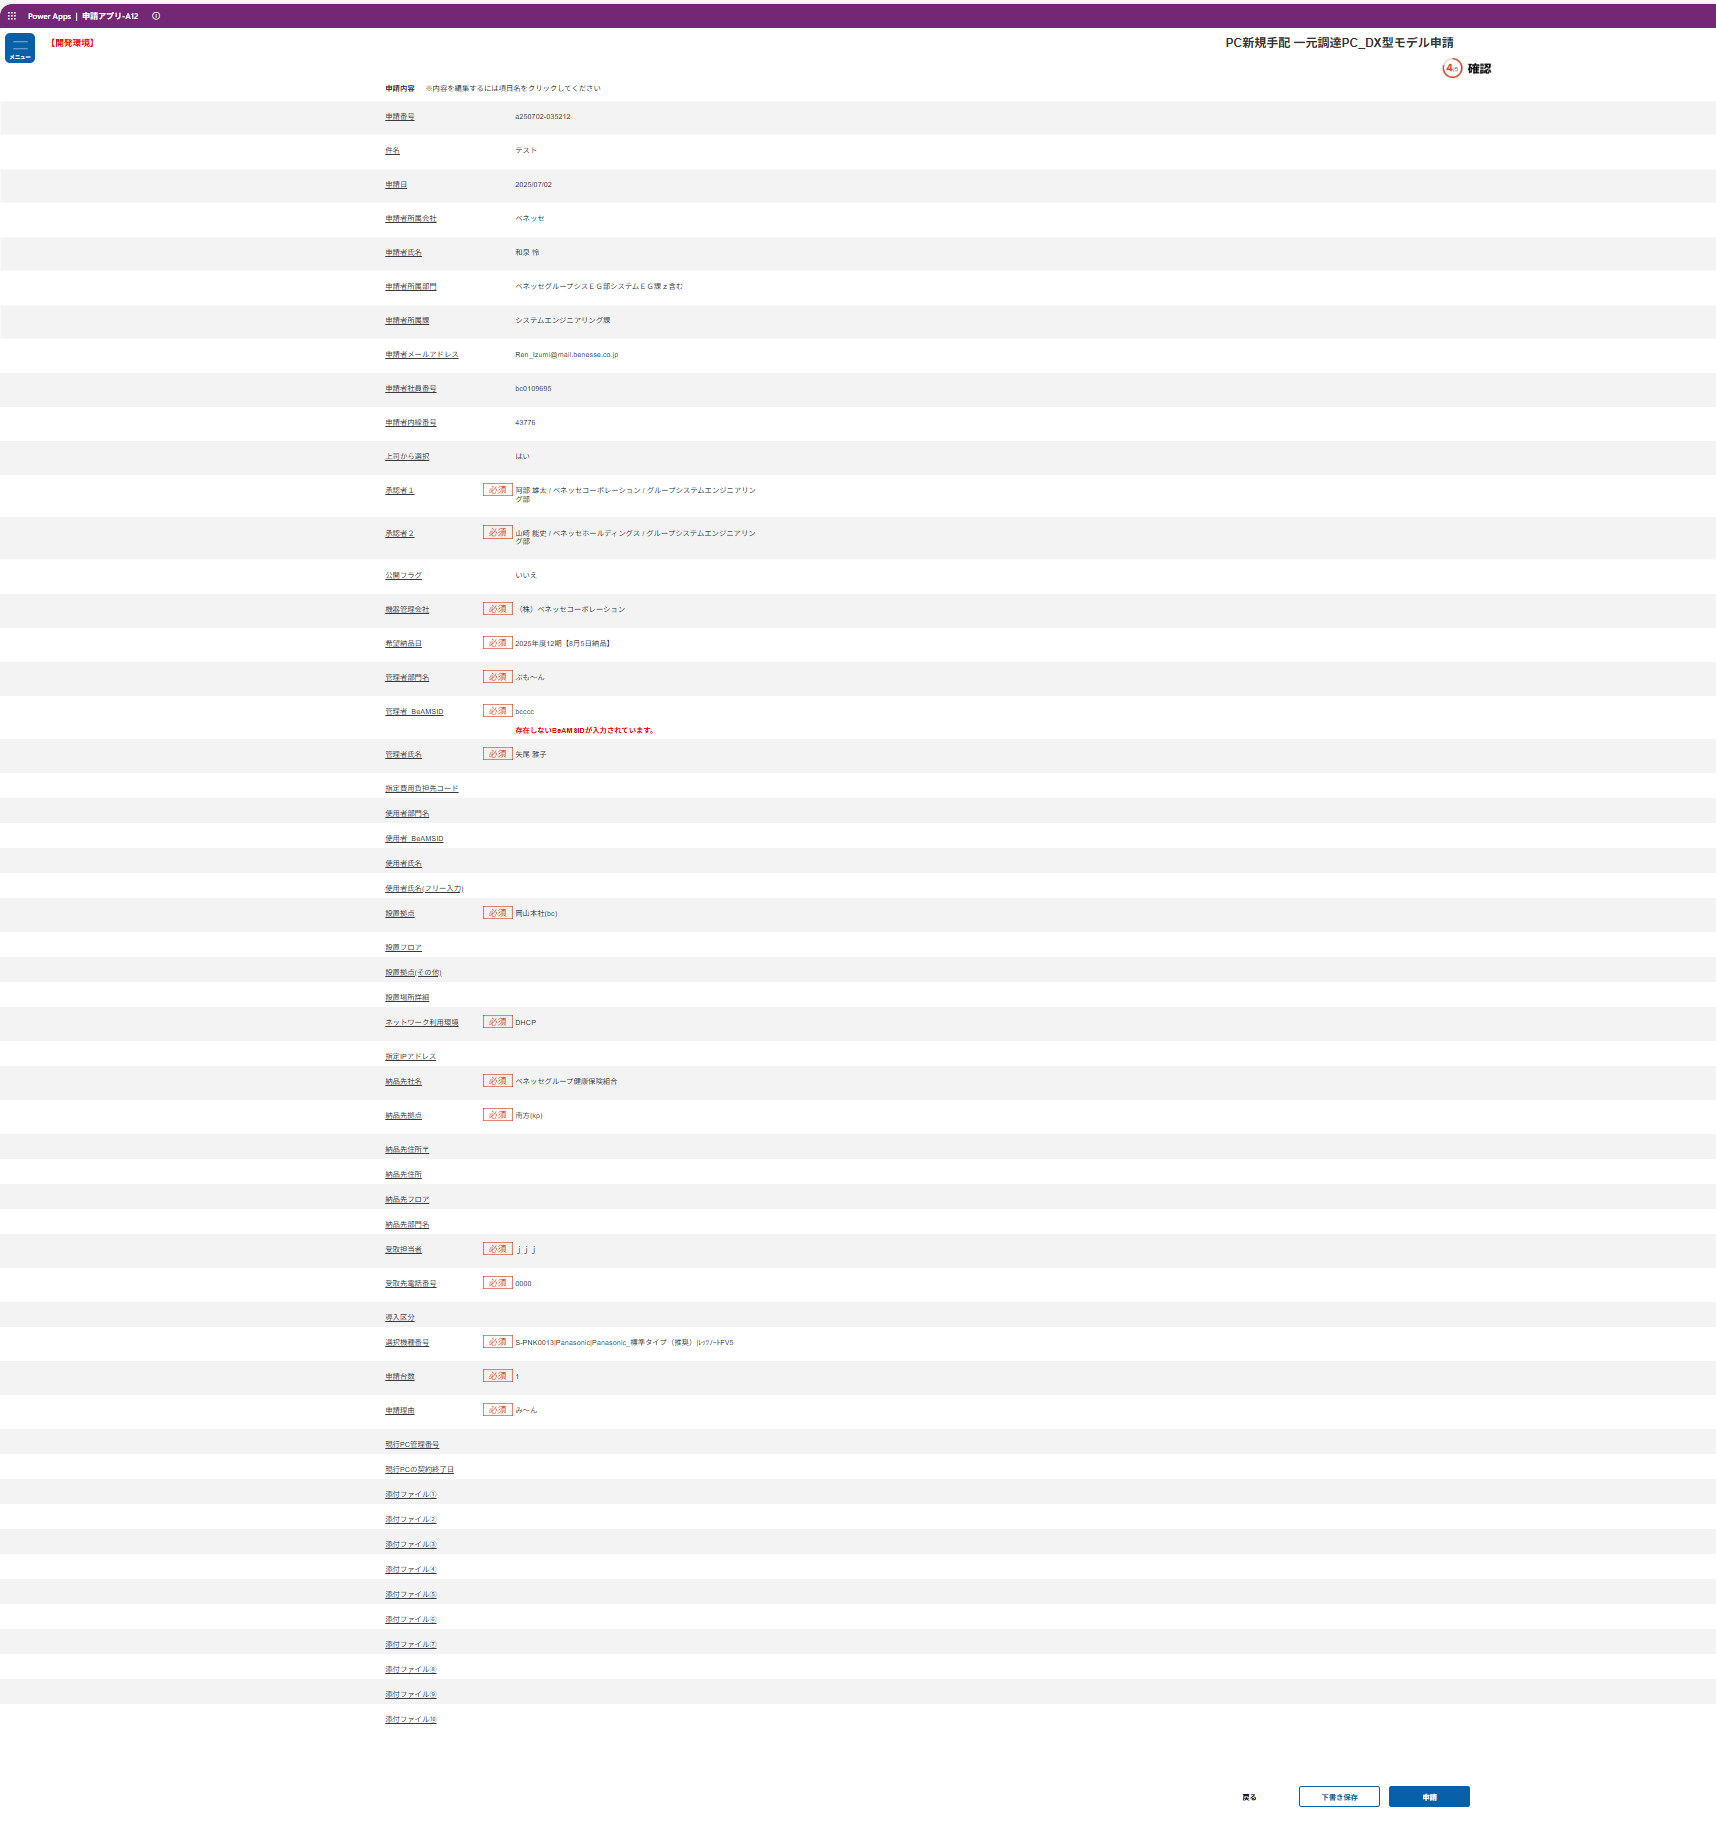 Power Apps | 申請アプリ-A12
メニュー
【開発環境】
PC新規手配 一元調達PC_DX型モデル申請
4/5 確認
申請内容 ※内容を編集するには項目名をクリックしてください
申請番号 a250702-035212
件名 テスト
申請日 2025/07/02
申請者所属会社 ベネッセ
申請者氏名 和泉 怜
申請者所属部門 ベネッセグループシスＥＧ部システムＥＧ課ｚ含む
申請者所属課 システムエンジニアリング課
申請者メールアドレス Ren_Izumi@mail.benesse.co.jp
申請者社員番号 bc0109695
申請者内線番号 43776
上司から選択 はい
承認者１ 必須 阿部 雄太 / ベネッセコーポレーション / グループシステムエンジニアリン
グ部
承認者２ 必須 山崎 能史 / ベネッセホールディングス / グループシステムエンジニアリン
グ部
公開フラグ いいえ
機器管理会社 必須 （株）ベネッセコーポレーション
希望納品日 必須 2025年度12期【8月5日納品】
管理者部門名 必須 ぶも～ん
管理者_BeAMSID 必須 bcccc
存在しないBeAMSIDが入力されています。
管理者氏名 必須 矢尾 雅子
指定費用負担先コード
使用者部門名
使用者_BeAMSID
使用者氏名
使用者氏名(フリー入力)
設置拠点 必須 岡山本社(bc)
設置フロア
設置拠点(その他)
設置場所詳細
ネットワーク利用環境 必須 DHCP
指定IPアドレス
納品先社名 必須 ベネッセグループ健康保険組合
納品先拠点 必須 南方(kp)
納品先住所〒
納品先住所
納品先フロア
納品先部門名
受取担当者 必須 ｊｊｊ
受取先電話番号 必須 0000
導入区分
選択機種番号 必須 S-PNK0013|Panasonic|Panasonic_標準タイプ（推奨）|ﾚｯﾂﾉｰﾄFV5
申請台数 必須 1
申請理由 必須 み～ん
現行PC管理番号
現行PCの契約終了日
添付ファイル①
添付ファイル②
添付ファイル③
添付ファイル④
添付ファイル⑤
添付ファイル⑥
添付ファイル⑦
添付ファイル⑧
添付ファイル⑨
添付ファイル⑩
戻る 下書き保存 申請